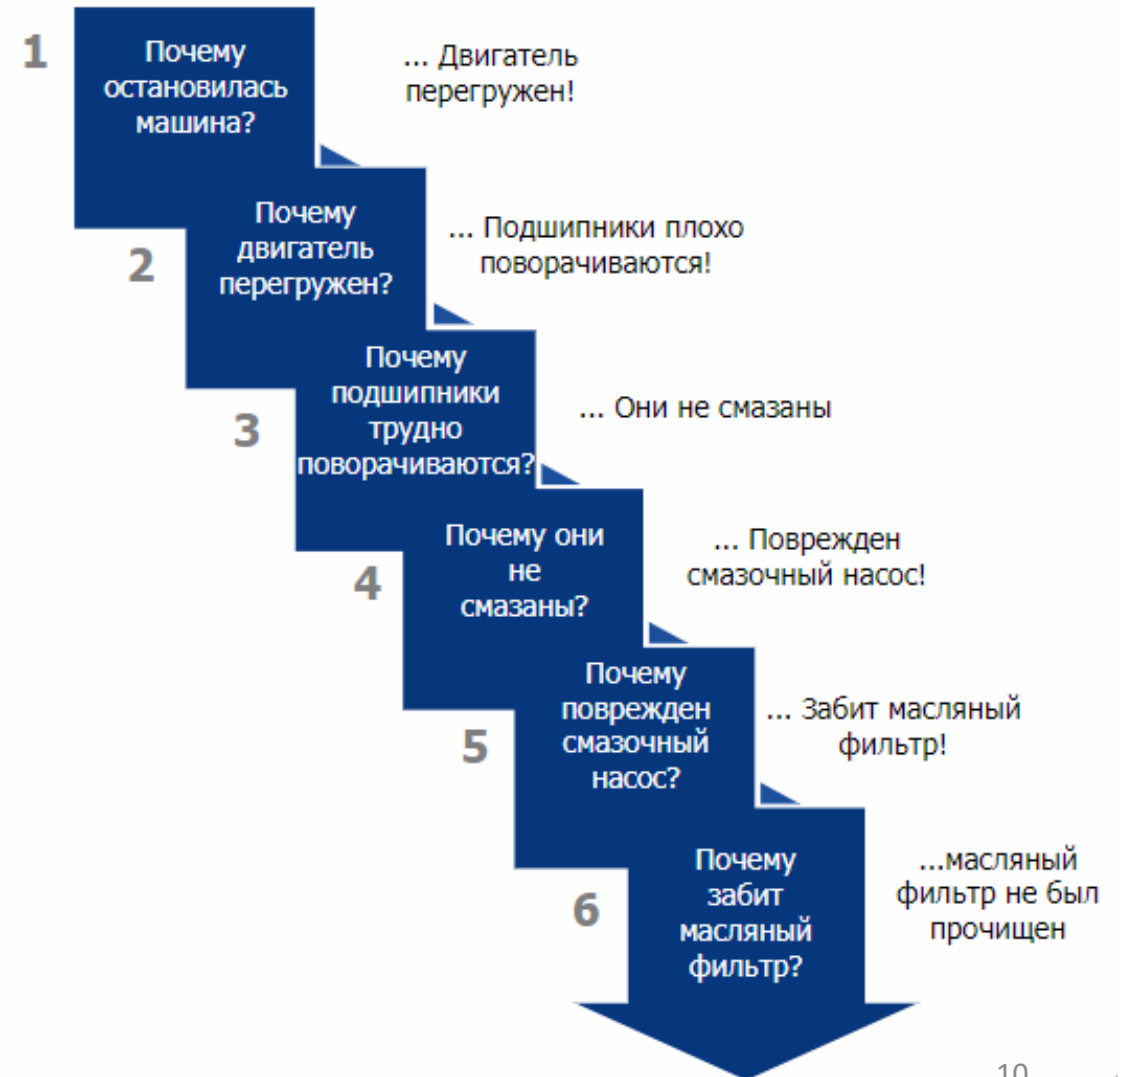 1
Почему
остановилась
машина?
... Двигатель
перегружен!
2
Почему
двигатель
перегружен?
... Подшипники плохо
поворачиваются!
3
Почему
подшипники
трудно
поворачиваются?
... Они не смазаны
4
Почему они
не
смазаны?
... Поврежден
смазочный насос!
5
Почему
поврежден
смазочный
насос?
... Забит масляный
фильтр!
6
Почему
забит
масляный
фильтр?
...масляный
фильтр не был
прочищен
10